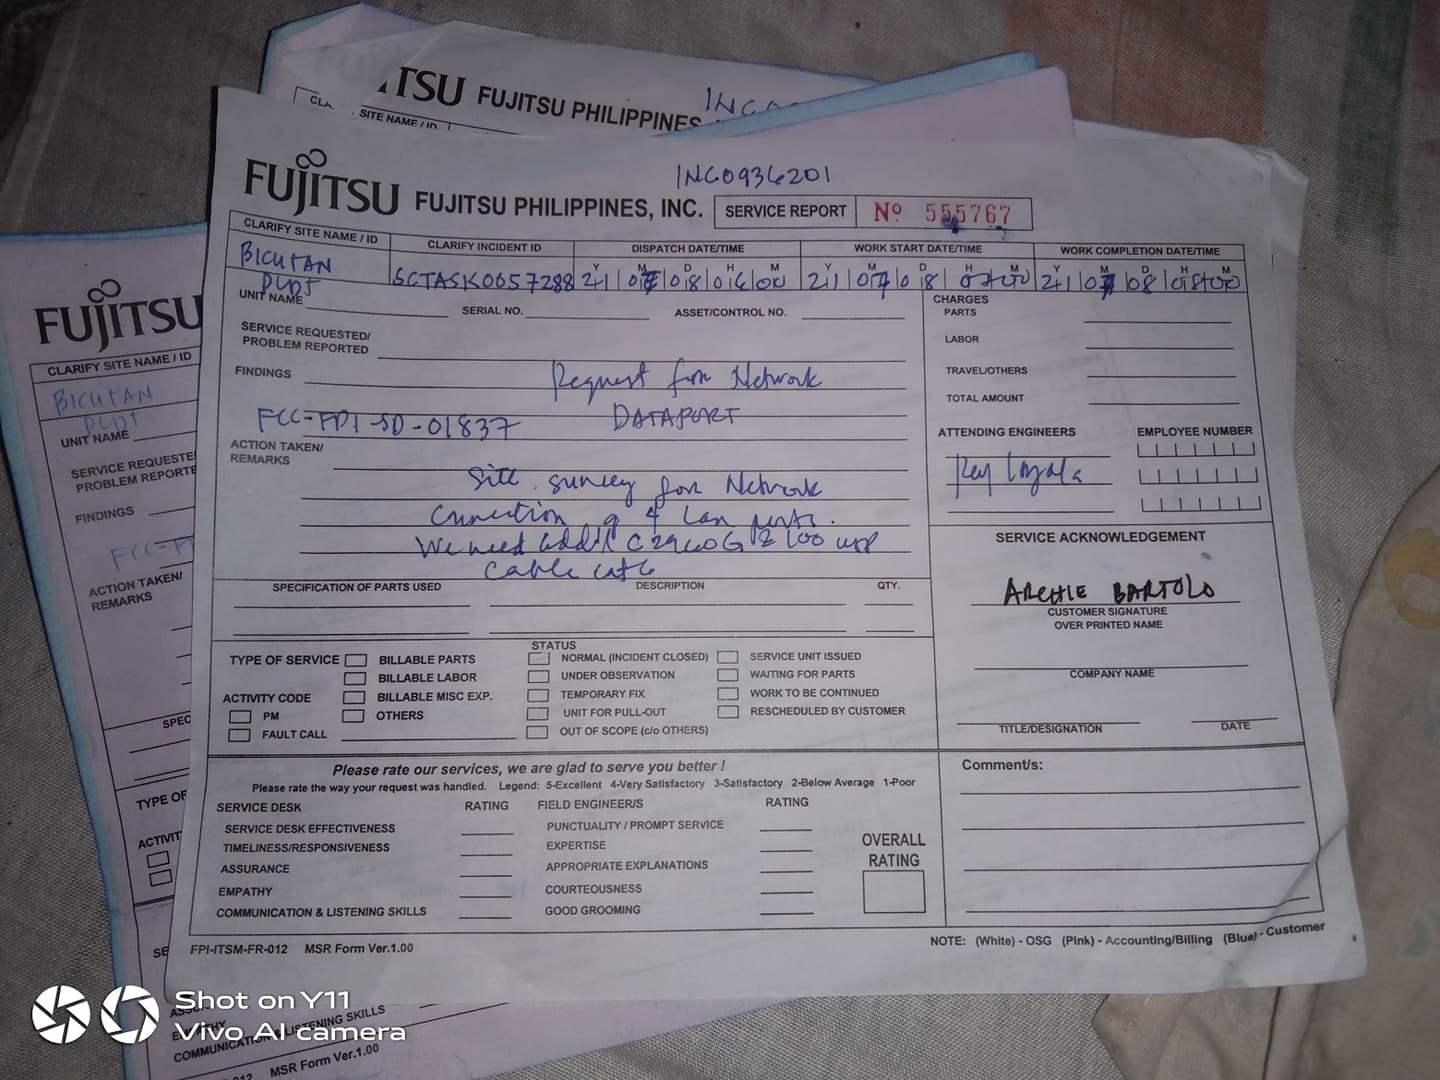 FUJITSU FUJITSU PHILIPPINES
INC0
SITE NAME / ID
INC0936201
FUJITSU FUJITSU PHILIPPINES, INC. SERVICE REPORT Nº 555767
CLARIFY SITE NAME / ID CLARIFY INCIDENT ID DISPATCH DATE/TIME WORK START DATE/TIME WORK COMPLETION DATE/TIME
Y M D H M Y M D H M Y M D H M
BICUTAN PLDT SCTASK0657288 21 07 08 06 00 21 07 08 07 00 21 07 08 08 00
UNIT NAME SERIAL NO. ASSET/CONTROL NO.
CHARGES
PARTS
SERVICE REQUESTED/
PROBLEM REPORTED
LABOR
FINDINGS Request for Network
TRAVEL/OTHERS
FCC-FPI-SD-01837 DATAPORT
TOTAL AMOUNT
ACTION TAKEN/
REMARKS
ATTENDING ENGINEERS EMPLOYEE NUMBER
Rey Loyola
Site survey for Network
Connection of 4 Lan ports.
We need add'l C2960G & 100
Cable cat6
SERVICE ACKNOWLEDGEMENT
ARCHIE BARTOLO
CUSTOMER SIGNATURE
OVER PRINTED NAME
COMPANY NAME
TITLE/DESIGNATION DATE
SPECIFICATION OF PARTS USED DESCRIPTION QTY.
STATUS
TYPE OF SERVICE BILLABLE PARTS NORMAL (INCIDENT CLOSED) SERVICE UNIT ISSUED
BILLABLE LABOR UNDER OBSERVATION WAITING FOR PARTS
ACTIVITY CODE BILLABLE MISC EXP. TEMPORARY FIX WORK TO BE CONTINUED
PM OTHERS UNIT FOR PULL-OUT RESCHEDULED BY CUSTOMER
FAULT CALL OUT OF SCOPE (c/o OTHERS)
Please rate our services, we are glad to serve you better !
Please rate the way your request was handled. Legend: 5-Excellent 4-Very Satisfactory 3-Satisfactory 2-Below Average 1-Poor
SERVICE DESK RATING FIELD ENGINEER/S RATING
SERVICE DESK EFFECTIVENESS PUNCTUALITY / PROMPT SERVICE
TIMELINESS/RESPONSIVENESS EXPERTISE
ASSURANCE APPROPRIATE EXPLANATIONS
EMPATHY COURTEOUSNESS
COMMUNICATION & LISTENING SKILLS GOOD GROOMING
OVERALL
RATING
Comment/s:
FPI-ITSM-FR-012 MSR Form Ver.1.00
NOTE: (White) - OSG (Pink) - Accounting/Billing (Blue) - Customer
FUJITSU
CLARIFY SITE NAME / ID
BICUTAN
PLDT
UNIT NAME
SERVICE REQUESTE
PROBLEM REPORTE
FINDINGS
FCC-FP
ACTION TAKEN/
REMARKS
SPEC
TYPE OF
ACTIVIT
SE
ASSU
EMPATHY
COMMUNICATION & LISTENING SKILLS
012 MSR Form Ver.1.00
Shot on Y11
Vivo AI camera